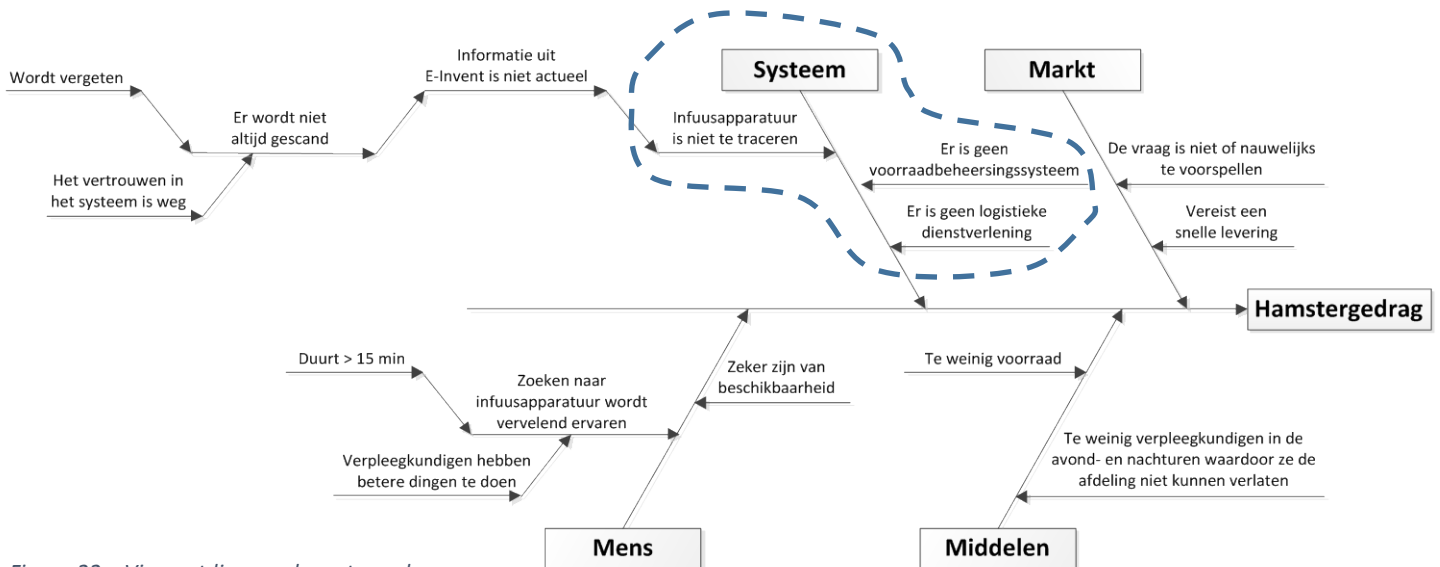 Wordt vergeten
Er wordt niet
altijd gescand
Het vertrouwen in
het systeem is weg
Informatie uit
E-Invent is niet actueel
Systeem
Infuusapparatuur
is niet te traceren
Er is geen
voorraadbeheersingssysteem
Er is geen logistieke
dienstverlening
Markt
De vraag is niet of nauwelijks
te voorspellen
Vereist een
snelle levering
Hamstergedrag
Duurt > 15 min
Zoeken naar
infuusapparatuur wordt
vervelend ervaren
Verpleegkundigen hebben
betere dingen te doen
Zeker zijn van
beschikbaarheid
Mens
Te weinig voorraad
Te weinig verpleegkundigen in de
avond- en nachturen waardoor ze de
afdeling niet kunnen verlaten
Middelen